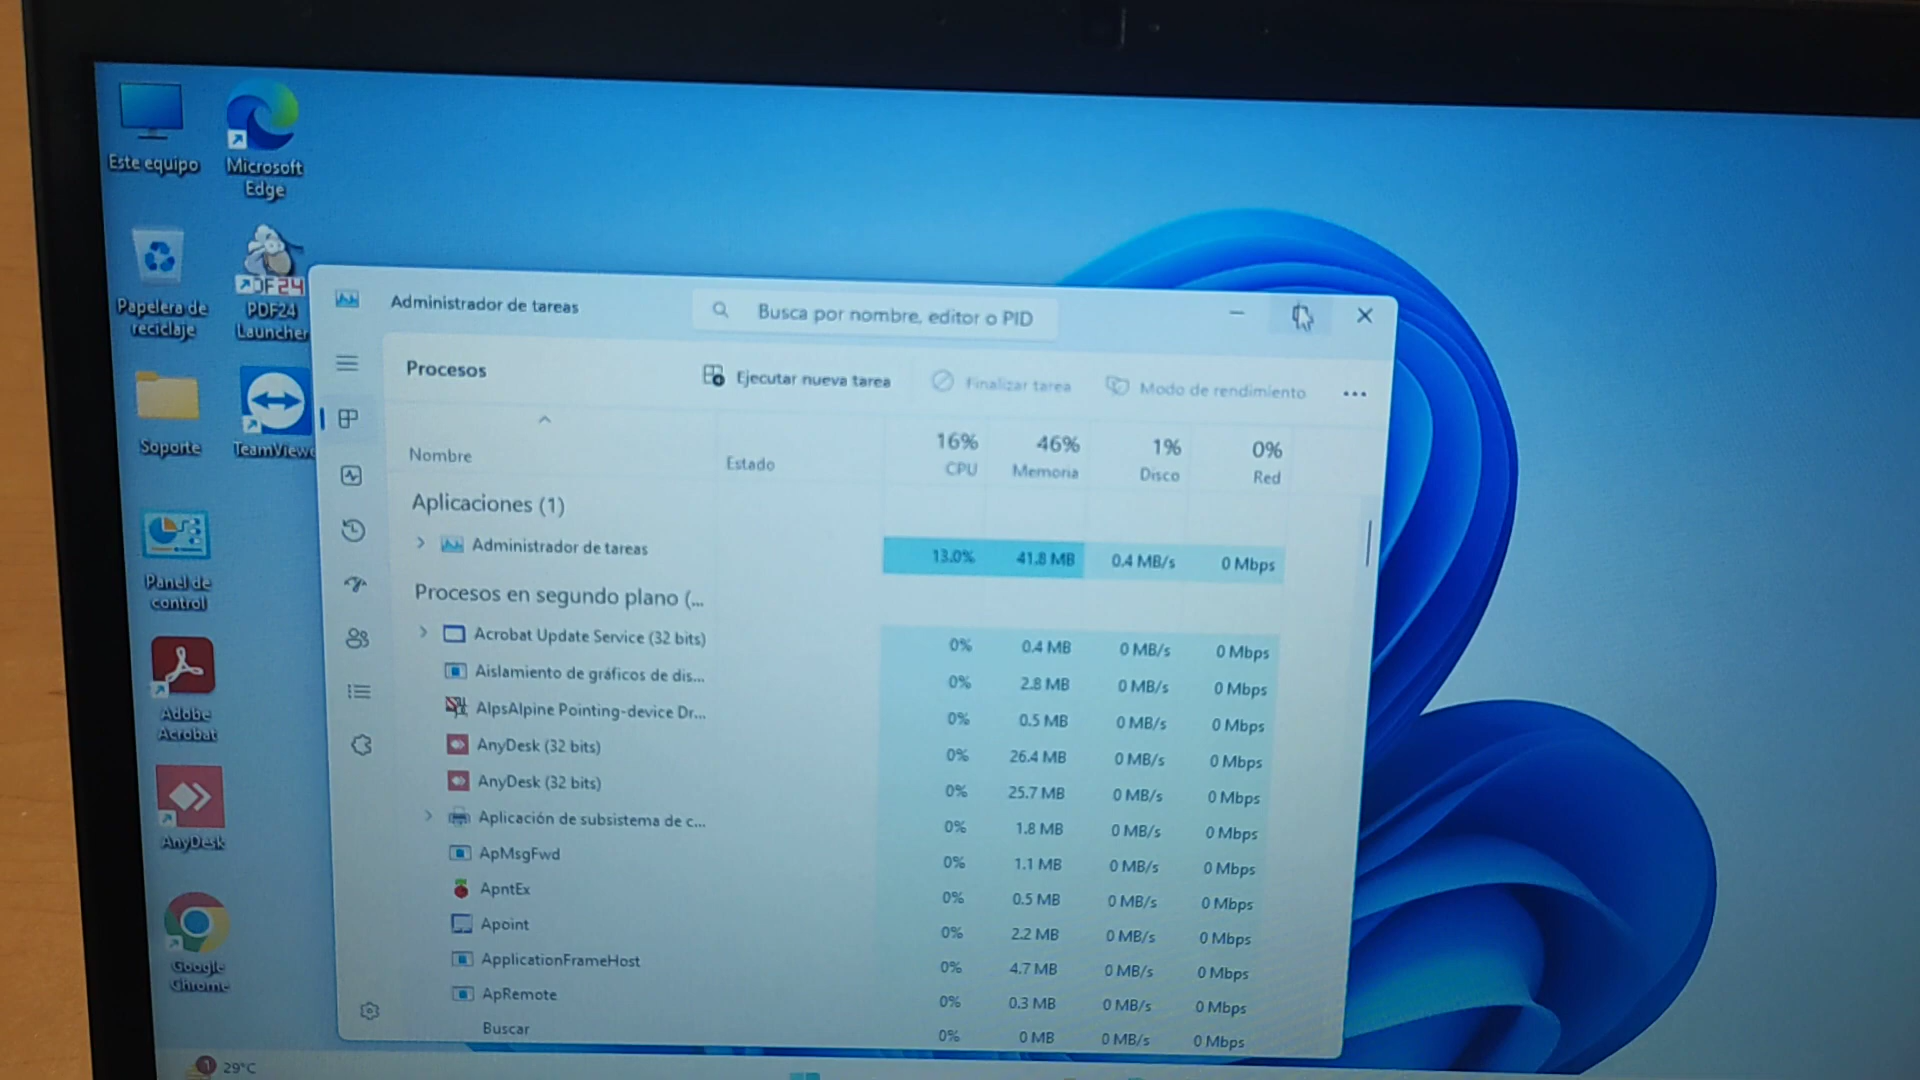 Este equipo
Microsoft
Edge
Papelera de
reciclaje
PDF24
Launcher
Soporte
Panel de
control
Adobe
Acrobat
AnyDesk
Google
Chrome
29°C
1
Administrador de tareas
Busca por nombre, editor o PID
Procesos
Ejecutar nueva tarea
Finalizar tarea
Modo de rendimiento
...
Nombre
Estado
16% 46% 1% 0%
CPU Memoria Disco Red
Aplicaciones (1)
Administrador de tareas 13.0% 41.8 MB 0.4 MB/s 0 Mbps
Procesos en segundo plano (...
Acrobat Update Service (32 bits) 0% 0.4 MB 0 MB/s 0 Mbps
Aislamiento de gráficos de dis... 0% 2.8 MB 0 MB/s 0 Mbps
AlpsAlpine Pointing-device Dr... 0% 0.5 MB 0 MB/s 0 Mbps
AnyDesk (32 bits) 0% 26.4 MB 0 MB/s 0 Mbps
AnyDesk (32 bits) 0% 25.7 MB 0 MB/s 0 Mbps
Aplicación de subsistema de c... 0% 1.8 MB 0 MB/s 0 Mbps
ApMsgFwd 0% 1.1 MB 0 MB/s 0 Mbps
ApntEx 0% 0.5 MB 0 MB/s 0 Mbps
Apoint 0% 2.2 MB 0 MB/s 0 Mbps
ApplicationFrameHost 0% 4.7 MB 0 MB/s 0 Mbps
ApRemote 0% 0.3 MB 0 MB/s 0 Mbps
Buscar 0% 0 MB 0 MB/s 0 Mbps